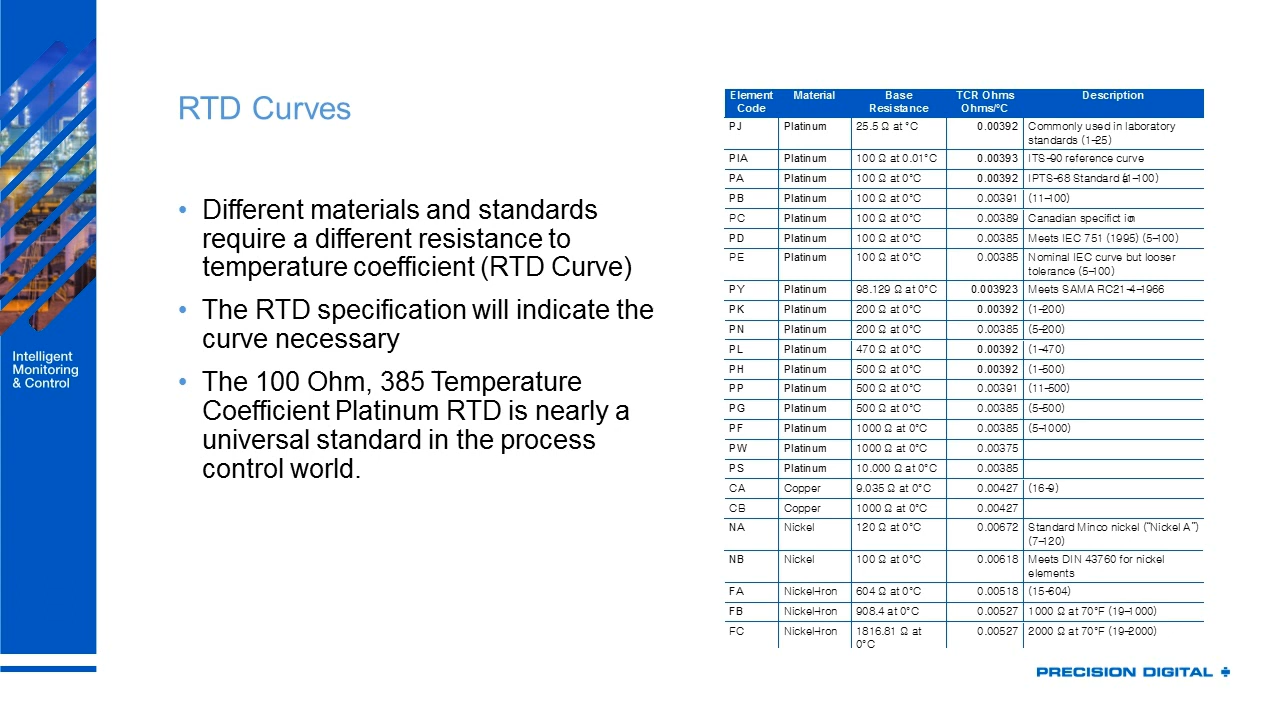 RTD Curves
• Different materials and standards
require a different resistance to
temperature coefficient (RTD Curve)
• The RTD specification will indicate the
curve necessary
• The 100 Ohm, 385 Temperature
Coefficient Platinum RTD is nearly a
universal standard in the process
control world.
Intelligent
Monitoring
& Control
Element Code Material Base Resistance TCR Ohms Ohms/°C Description
PJ Platinum 25.5 Ω at °C 0.00392 Commonly used in laboratory
standards (1-25)
PIA Platinum 100 Ω at 0.01°C 0.00393 ITS-90 reference curve
PA Platinum 100 Ω at 0°C 0.00392 IPTS-68 Standard (1-100)
PB Platinum 100 Ω at 0°C 0.00391 (11-100)
PC Platinum 100 Ω at 0°C 0.00389 Canadian
PD Platinum 100 Ω at 0°C 0.00385 Meets IEC 751 (1995) (5-100)
PE Platinum 100 Ω at 0°C 0.00385 Nominal IEC curve but looser
tolerance (5-100)
PY Platinum 98.129 Ω at 0°C 0.003923 Meets SAMA RC21-4-1966
PK Platinum 200 Ω at 0°C 0.00392 (1-200)
PN Platinum 200 Ω at 0°C 0.00385 (5-200)
PL Platinum 470 Ω at 0°C 0.00392 (1-470)
PH Platinum 500 Ω at 0°C 0.00392 (1-500)
PP Platinum 500 Ω at 0°C 0.00391 (11-500)
PG Platinum 500 Ω at 0°C 0.00385 (5-500)
PF Platinum 1000 Ω at 0°C 0.00385 (5-1000)
PW Platinum 1000 Ω at 0°C 0.00375
PS Platinum 10.000 Ω at 0°C 0.00385
CA Copper 9.035 Ω at 0°C 0.00427 (16-9)
CB Copper 1000 Ω at 0°C 0.00427
NA Nickel 120 Ω at 0°C 0.00672 Standard Minco nickel ("Nickel A")
(7-120)
NB Nickel 100 Ω at 0°C 0.00618 Meets DIN 43760 for nickel
elements
FA Nickel-Iron 604 Ω at 0°C 0.00518 (15-604)
FB Nickel-Iron 908.4 at 0°C 0.00527 1000 Ω at 70°F (19-1000)
FC Nickel-Iron 1816.81 Ω at 0°C 0.00527 2000 Ω at 70°F (19-2000)
PRECISION DIGITAL